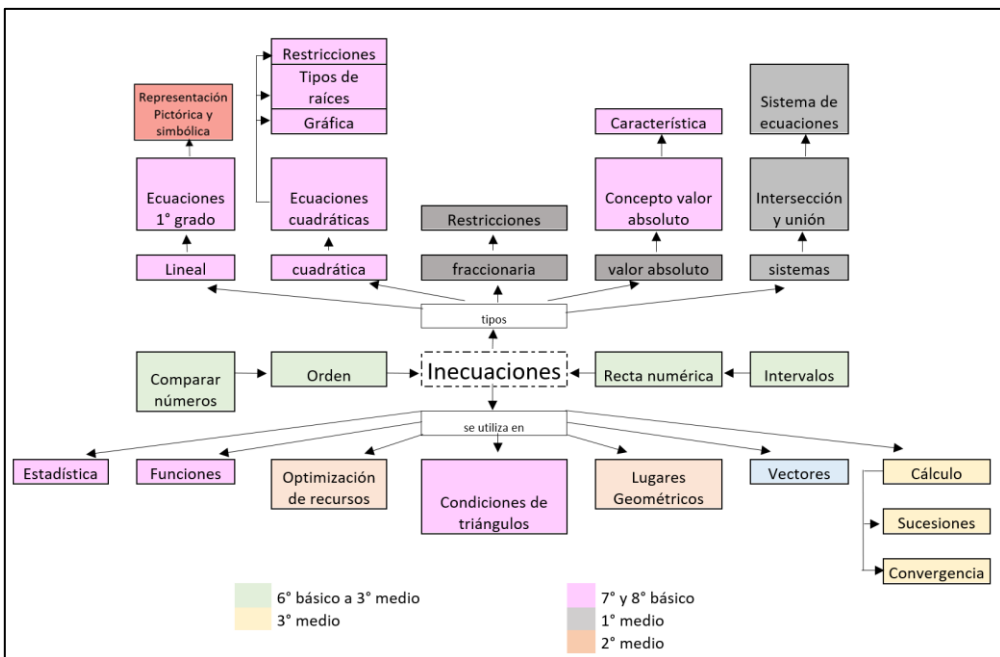 Restricciones
Tipos de
raíces
Gráfica
Representación
Pictórica y
simbólica
Característica
Sistema de
ecuaciones
Ecuaciones
1° grado
Ecuaciones
cuadráticas
Restricciones
Concepto valor
absoluto
Intersección
y unión
Lineal
cuadrática
fraccionaria
valor absoluto
sistemas
tipos
Comparar
números
Orden
Inecuaciones
Recta numérica
Intervalos
se utiliza en
Estadística
Funciones
Optimización
de recursos
Condiciones de
triángulos
Lugares
Geométricos
Vectores
Cálculo
Sucesiones
Convergencia
6° básico a 3° medio
3° medio
7° y 8° básico
1° medio
2° medio